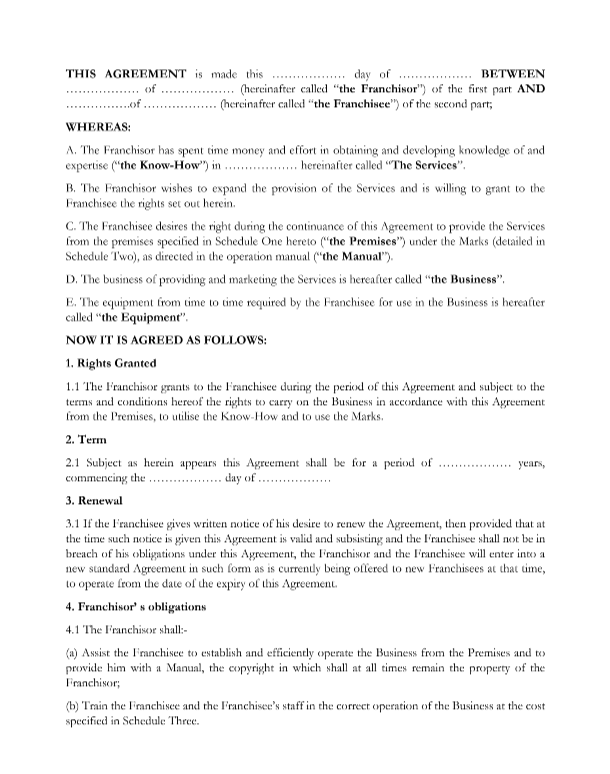 THIS AGREEMENT is made this ……………… day of ……………… BETWEEN
……………… of ……………… (hereinafter called “the Franchisor”) of the first part AND
…………….of ……………… (hereinafter called “the Franchisee”) of the second part;
WHEREAS:
A. The Franchisor has spent time money and effort in obtaining and developing knowledge of and
expertise (“the Know-How”) in ……………… hereinafter called “The Services”.
B. The Franchisor wishes to expand the provision of the Services and is willing to grant to the
Franchisee the rights set out herein.
C. The Franchisee desires the right during the continuance of this Agreement to provide the Services
from the premises specified in Schedule One hereto (“the Premises”) under the Marks (detailed in
Schedule Two), as directed in the operation manual (“the Manual”).
D. The business of providing and marketing the Services is hereafter called “the Business”.
E. The equipment from time to time required by the Franchisee for use in the Business is hereafter
called “the Equipment”.
NOW IT IS AGREED AS FOLLOWS:
1. Rights Granted
1.1 The Franchisor grants to the Franchisee during the period of this Agreement and subject to the
terms and conditions hereof the rights to carry on the Business in accordance with this Agreement
from the Premises, to utilise the Know-How and to use the Marks.
2. Term
2.1 Subject as herein appears this Agreement shall be for a period of ……………… years,
commencing the ……………… day of ………………
3. Renewal
3.1 If the Franchisee gives written notice of his desire to renew the Agreement, then provided that at
the time such notice is given this Agreement is valid and subsisting and the Franchisee shall not be in
breach of his obligations under this Agreement, the Franchisor and the Franchisee will enter into a
new standard Agreement in such form as is currently being offered to new Franchisees at that time,
to operate from the date of the expiry of this Agreement.
4. Franchisor’ s obligations
4.1 The Franchisor shall:-
(a) Assist the Franchisee to establish and efficiently operate the Business from the Premises and to
provide him with a Manual, the copyright in which shall at all times remain the property of the
Franchisor;
(b) Train the Franchisee and the Franchisee’s staff in the correct operation of the Business at the cost
specified in Schedule Three.